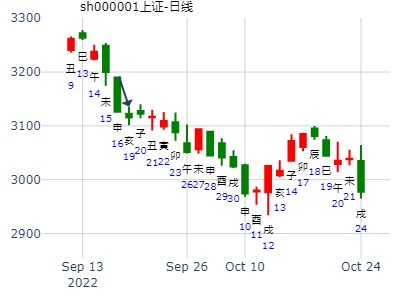 sh000001上证-日线
3300
3200
3100
3000
2900
丑
9
巳
13
午
14
未
15
申
16
亥
19
子
20
丑
21
寅
22
卯
23
午
26
未
27
申
28
酉
29
戌
30
申
10
酉
11
戌
12
亥
13
子
14
卯
17
辰
18
巳
19
午
20
未
21
戌
24
Sep 13
2022
Sep 26
Oct 10
Oct 24